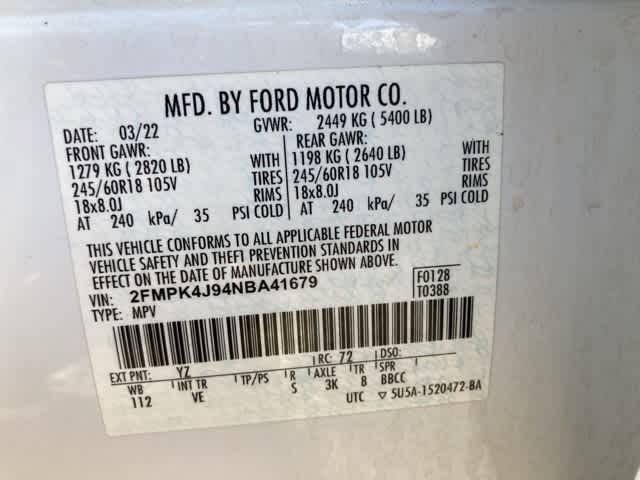 MFD. BY FORD MOTOR CO.
DATE: 03/22 GVWR: 2449 KG ( 5400 LB)
FRONT GAWR: REAR GAWR:
1279 KG ( 2820 LB) WITH 1198 KG ( 2640 LB) WITH
245/60R18 105V TIRES 245/60R18 105V TIRES
18x8.0J RIMS 18x8.0J RIMS
AT 240 kPa/ 35 PSI COLD AT 240 kPa/ 35 PSI COLD
THIS VEHICLE CONFORMS TO ALL APPLICABLE FEDERAL MOTOR
VEHICLE SAFETY AND THEFT PREVENTION STANDARDS IN
EFFECT ON THE DATE OF MANUFACTURE SHOWN ABOVE.
VIN: 2FMPK4J94NBA41679 F0128
TYPE: MPV T0388
EXT PNT: YZ RC: 72 DSO:
WB INT TR TP/PS R AXLE TR SPR
112 VE S 3K 8 BBCC
UTC ▽ 5U5A-1520472-BA